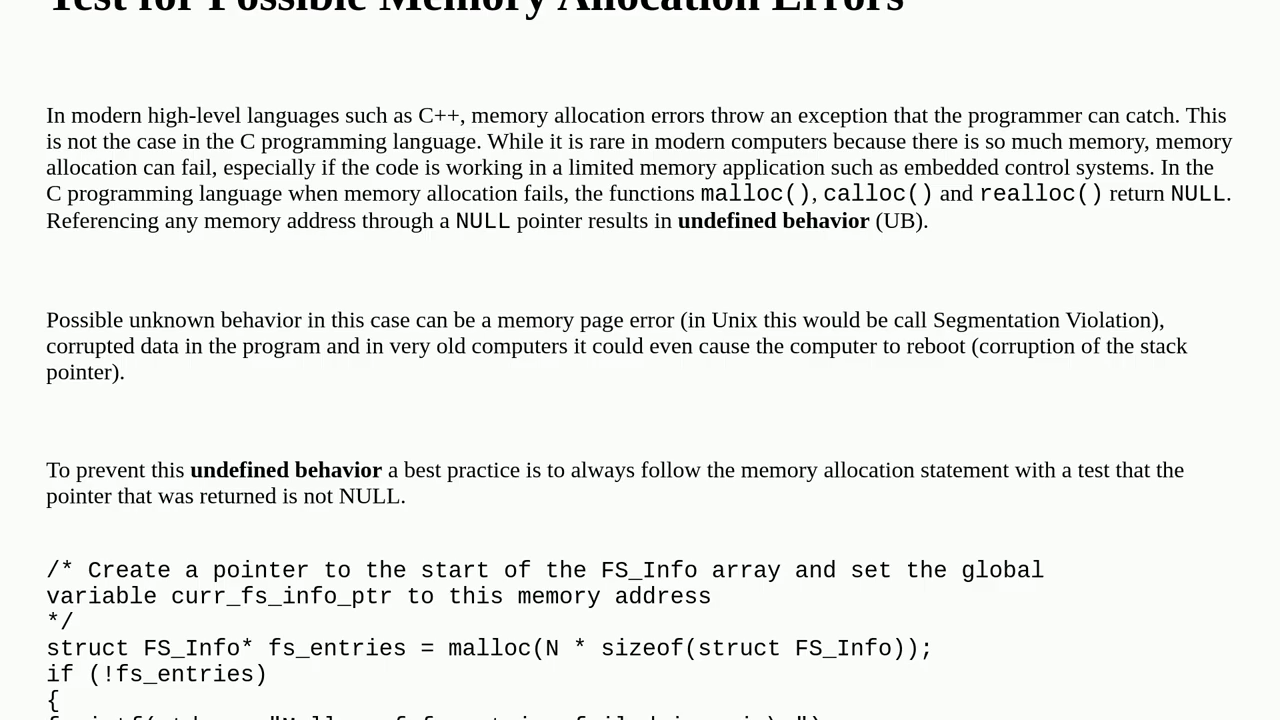 Test for Possible Memory Allocation Errors
In modern high-level languages such as C++, memory allocation errors throw an exception that the programmer can catch. This
is not the case in the C programming language. While it is rare in modern computers because there is so much memory, memory
allocation can fail, especially if the code is working in a limited memory application such as embedded control systems. In the
C programming language when memory allocation fails, the functions malloc(), calloc() and realloc() return NULL.
Referencing any memory address through a NULL pointer results in undefined behavior (UB).
Possible unknown behavior in this case can be a memory page error (in Unix this would be call Segmentation Violation),
corrupted data in the program and in very old computers it could even cause the computer to reboot (corruption of the stack
pointer).
To prevent this undefined behavior a best practice is to always follow the memory allocation statement with a test that the
pointer that was returned is not NULL.
/* Create a pointer to the start of the FS_Info array and set the global
variable curr_fs_info_ptr to this memory address
*/
struct FS_Info* fs_entries = malloc(N * sizeof(struct FS_Info));
if (!fs_entries)
{